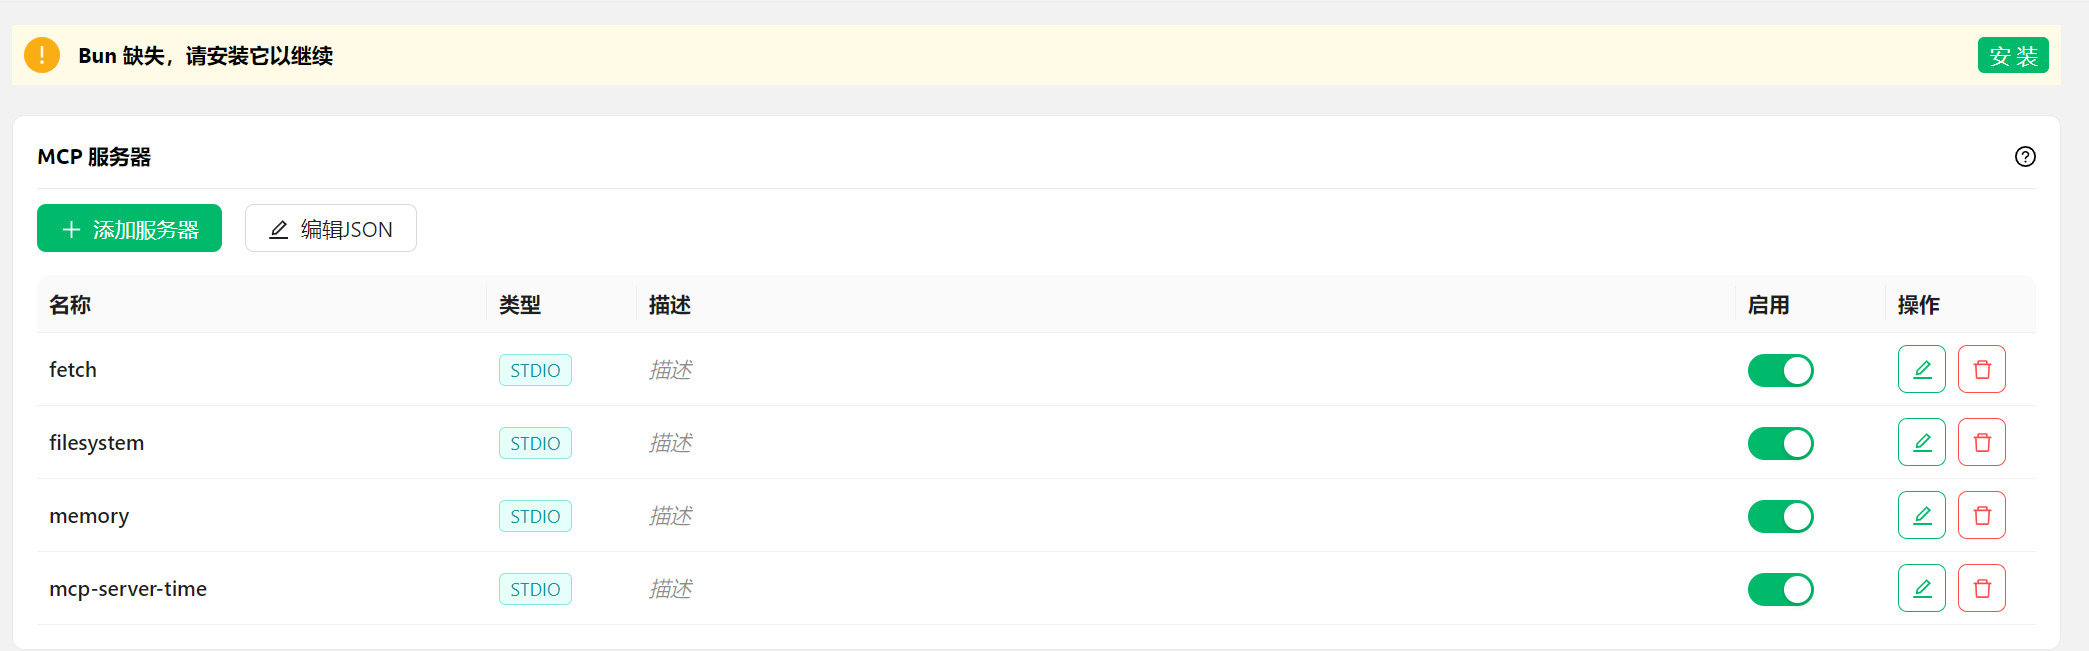 Bun 缺失，请安装它以继续
安 装
MCP 服务器
添加服务器 编辑JSON
名称 类型 描述 启用 操作
fetch STDIO 描述
filesystem STDIO 描述
memory STDIO 描述
mcp-server-time STDIO 描述